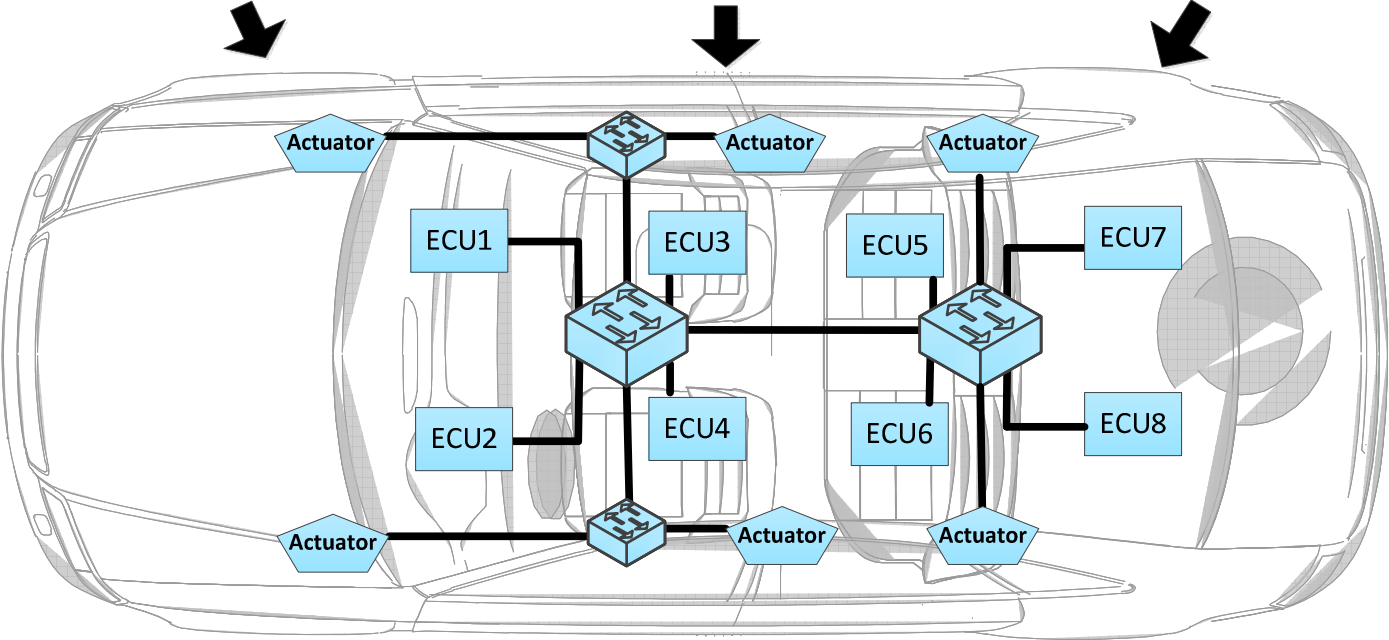 Actuator
Actuator
Actuator
ECU1
ECU3
ECU5
ECU7
ECU2
ECU4
ECU6
ECU8
Actuator
Actuator
Actuator